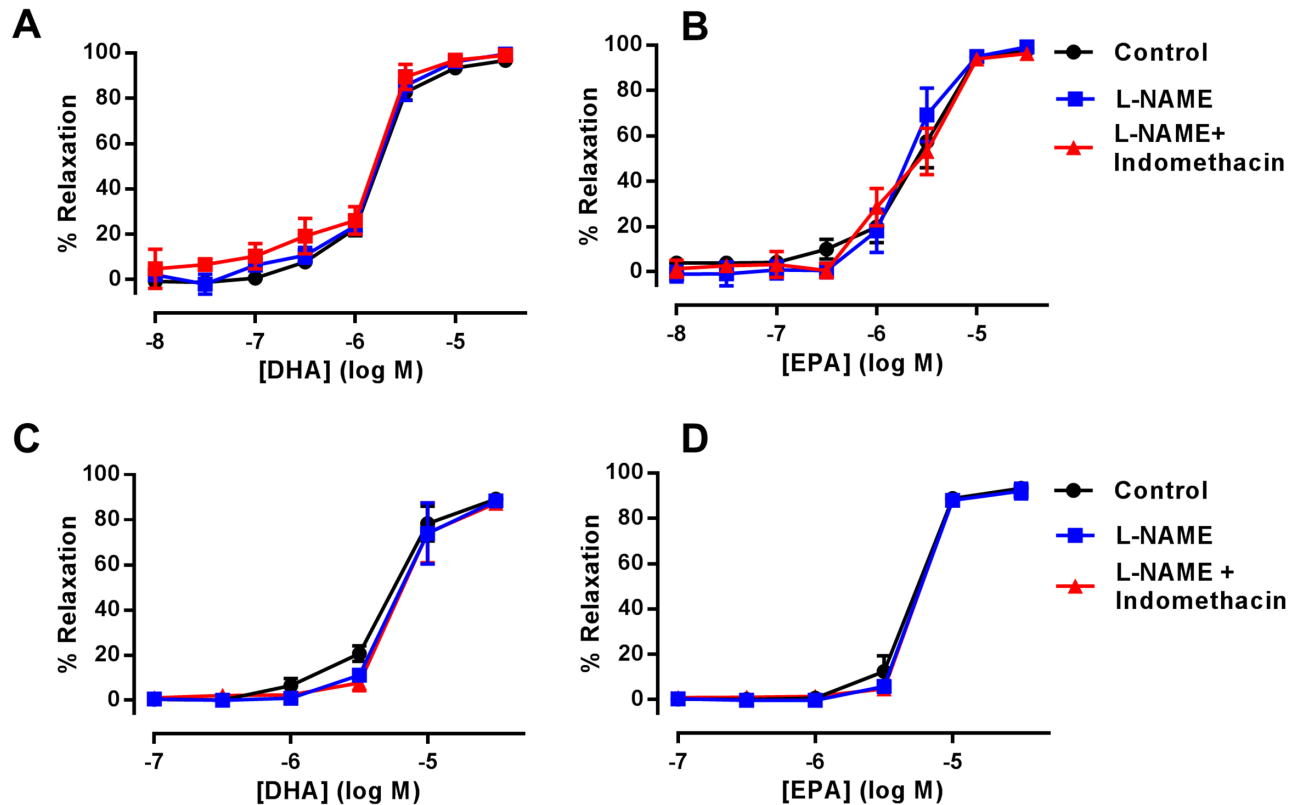 A
100
80
60
40
20
0
% Relaxation
-8 -7 -6 -5
[DHA] (log M)
B
100
80
60
40
20
0
% Relaxation
-8 -7 -6 -5
[EPA] (log M)
Control
L-NAME
L-NAME+
Indomethacin
C
100
80
60
40
20
0
% Relaxation
-7 -6 -5
[DHA] (log M)
D
100
80
60
40
20
0
% Relaxation
-7 -6 -5
[EPA] (log M)
Control
L-NAME
L-NAME +
Indomethacin